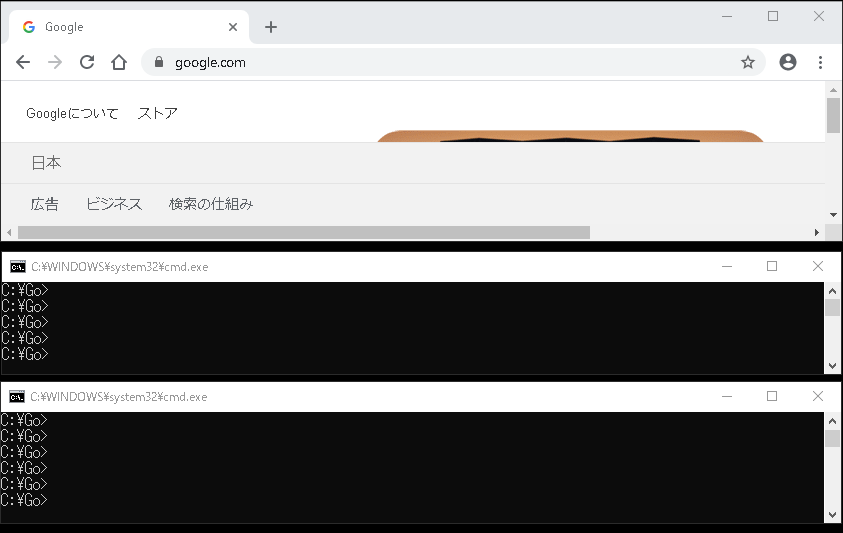 Google
google.com
Googleについて ストア
日本
広告 ビジネス 検索の仕組み
C:¥WINDOWS¥system32¥cmd.exe
C:¥Go>
C:¥Go>
C:¥Go>
C:¥Go>
C:¥Go>
C:¥WINDOWS¥system32¥cmd.exe
C:¥Go>
C:¥Go>
C:¥Go>
C:¥Go>
C:¥Go>
C:¥Go>